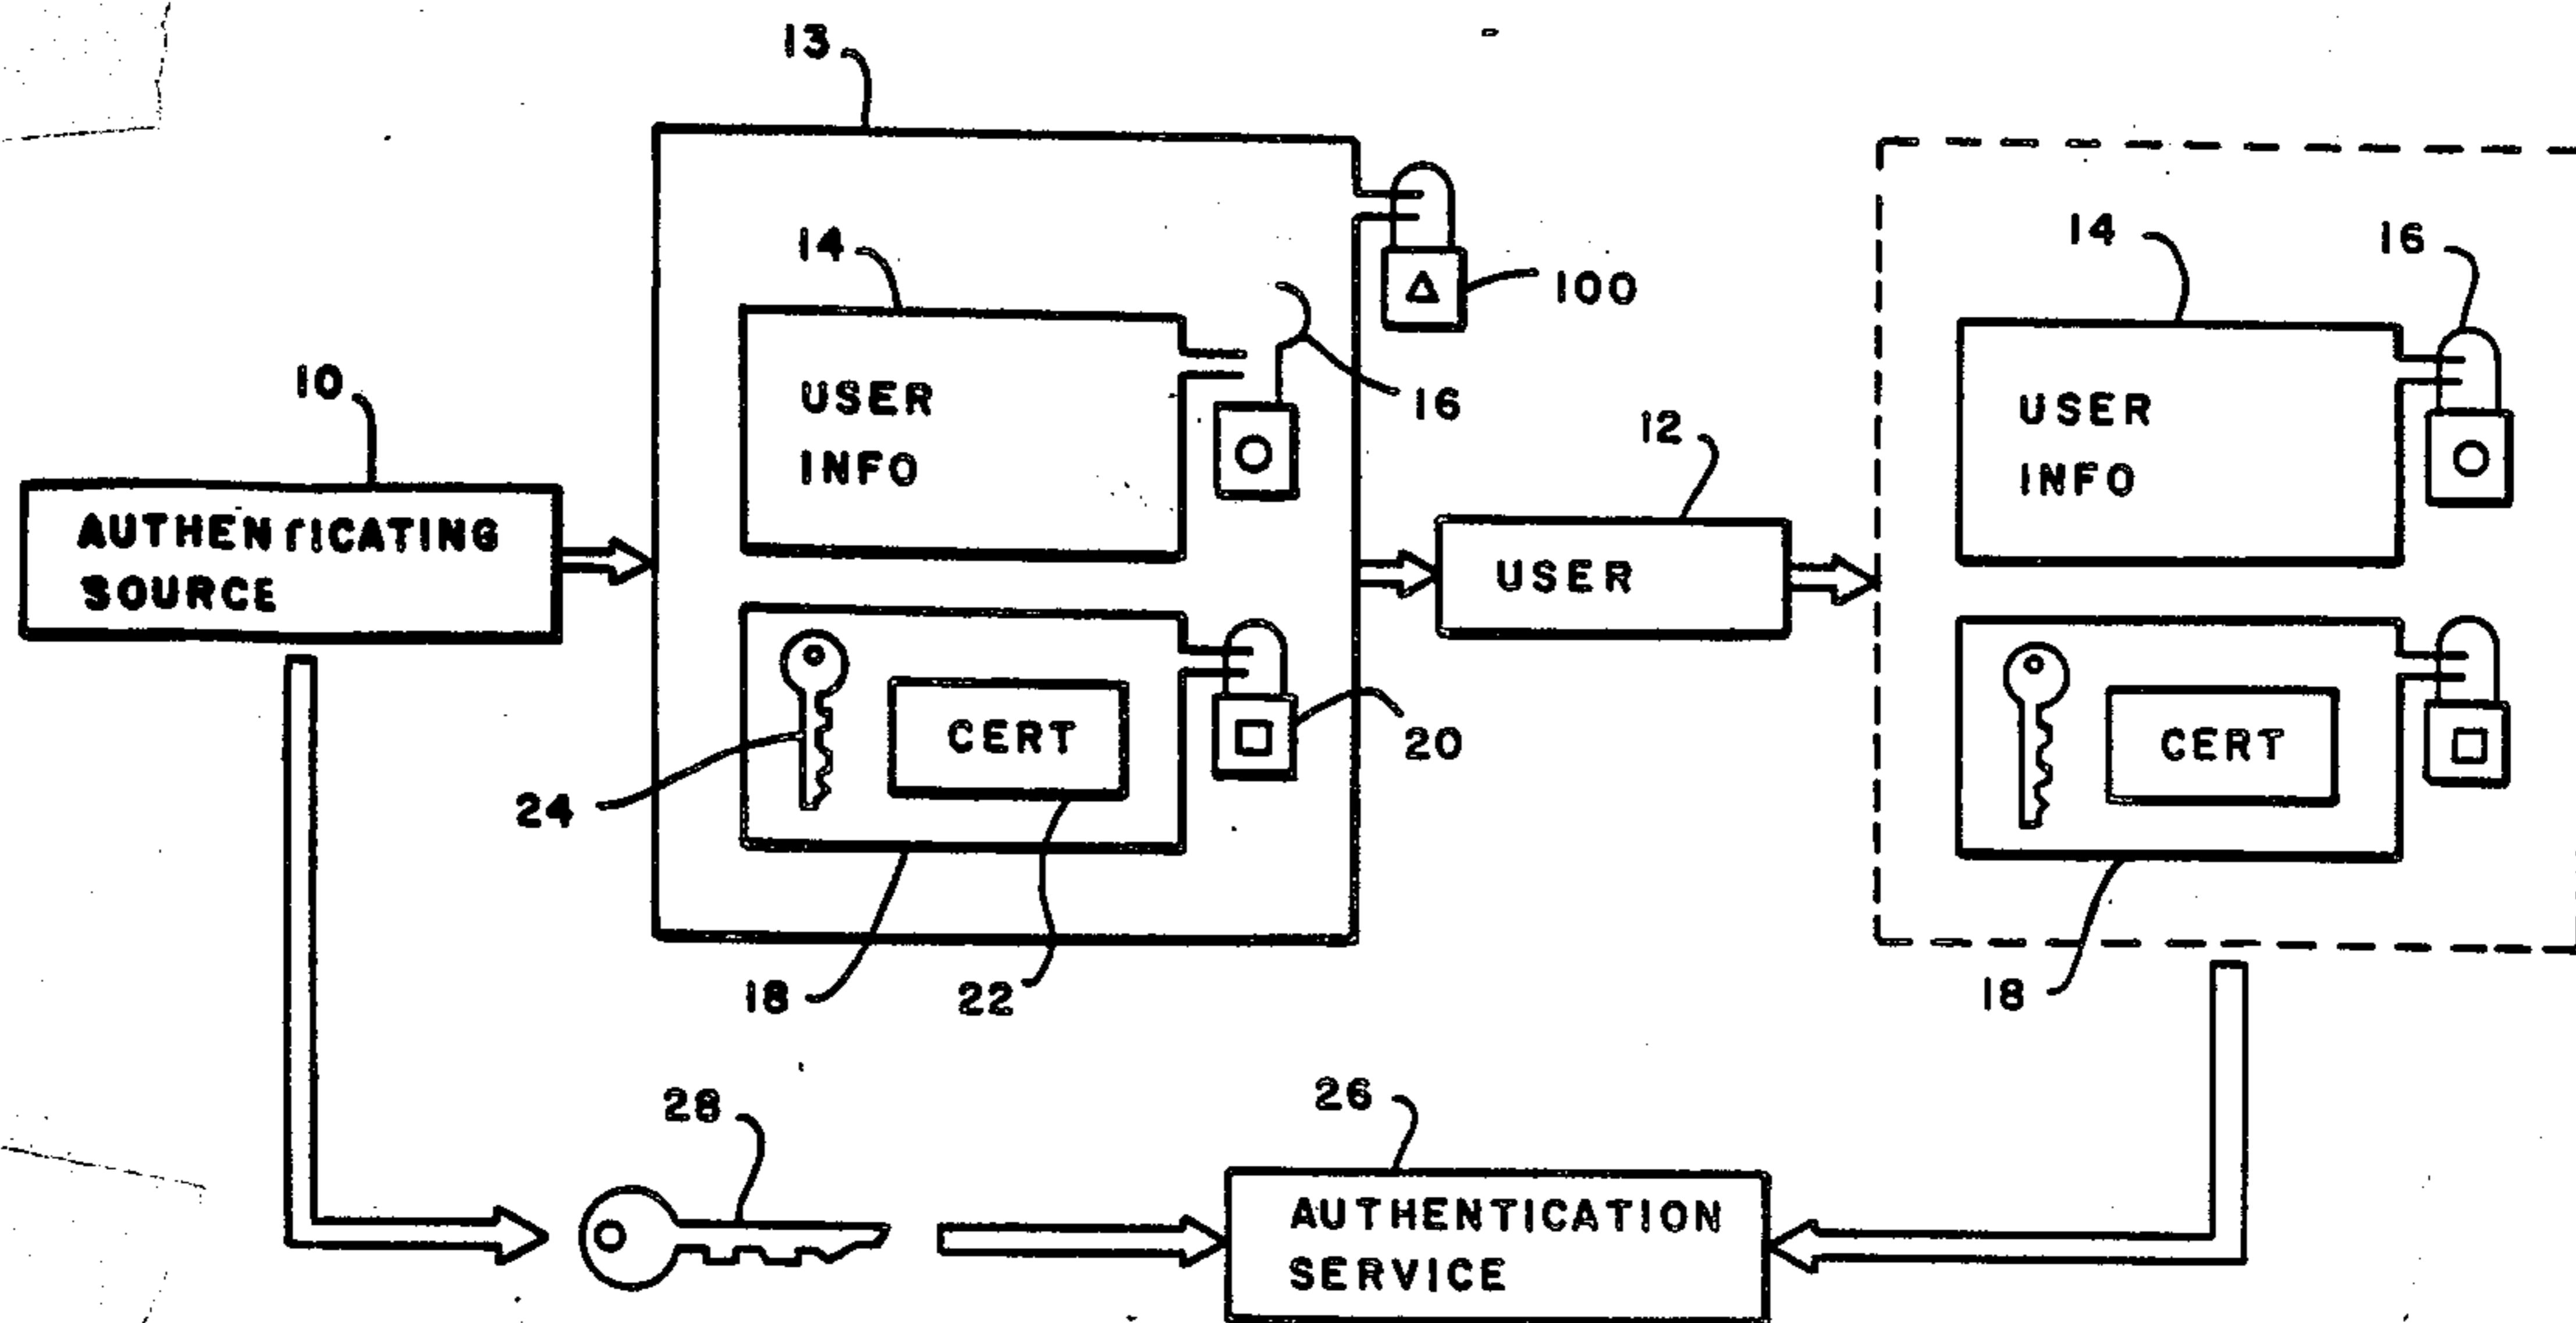 13
14
USER
INFO
16
100
10
AUTHENTICATING
SOURCE
12
USER
14
16
USER
INFO
24
CERT
20
18
22
CERT
18
28
26
AUTHENTICATION
SERVICE